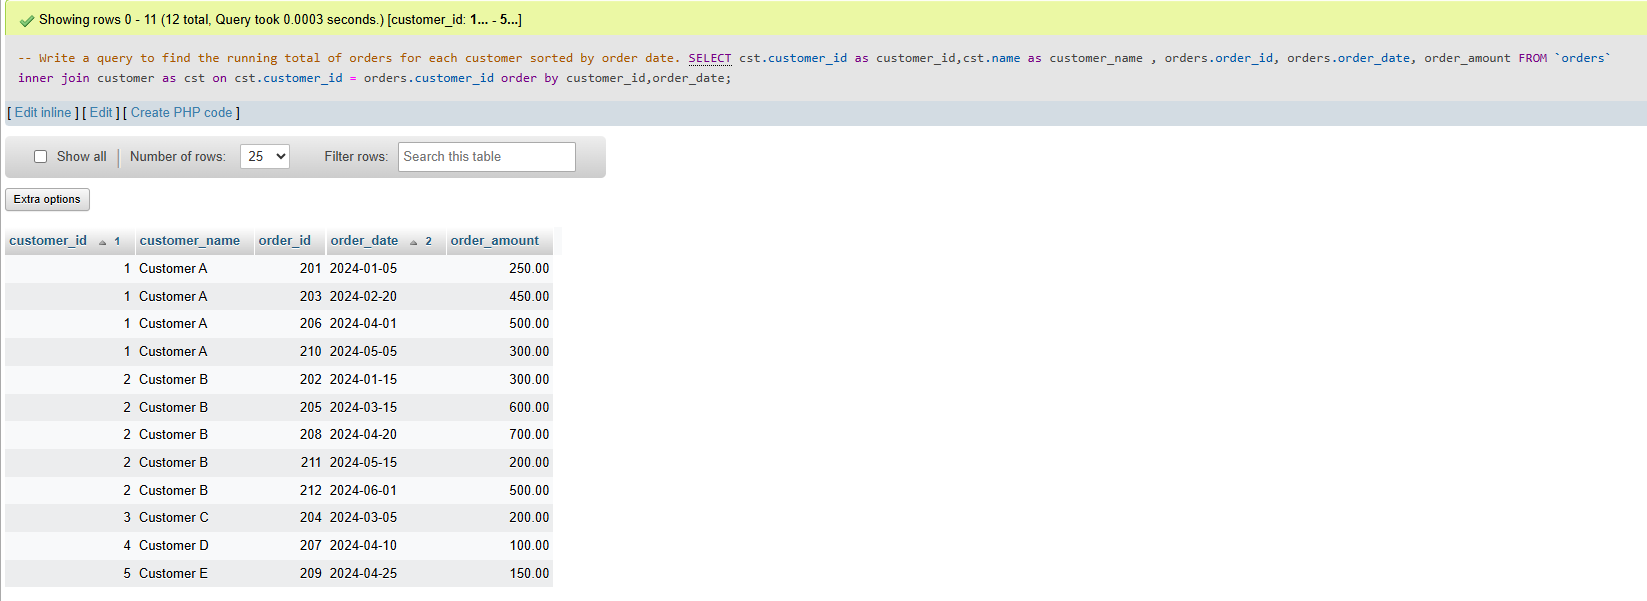 Showing rows 0 - 11 (12 total, Query took 0.0003 seconds.) [customer_id: 1... - 5...]
-- Write a query to find the running total of orders for each customer sorted by order date. SELECT cst.customer_id as customer_id,cst.name as customer_name , orders.order_id, orders.order_date, order_amount FROM `orders`
inner join customer as cst on cst.customer_id = orders.customer_id order by customer_id,order_date;
[ Edit inline ] [ Edit ] [ Create PHP code ]
Show all | Number of rows: 25 Filter rows: Search this table
Extra options
customer_id 1 customer_name order_id order_date 2 order_amount
1 Customer A 201 2024-01-05 250.00
1 Customer A 203 2024-02-20 450.00
1 Customer A 206 2024-04-01 500.00
1 Customer A 210 2024-05-05 300.00
2 Customer B 202 2024-01-15 300.00
2 Customer B 205 2024-03-15 600.00
2 Customer B 208 2024-04-20 700.00
2 Customer B 211 2024-05-15 200.00
2 Customer B 212 2024-06-01 500.00
3 Customer C 204 2024-03-05 200.00
4 Customer D 207 2024-04-10 100.00
5 Customer E 209 2024-04-25 150.00